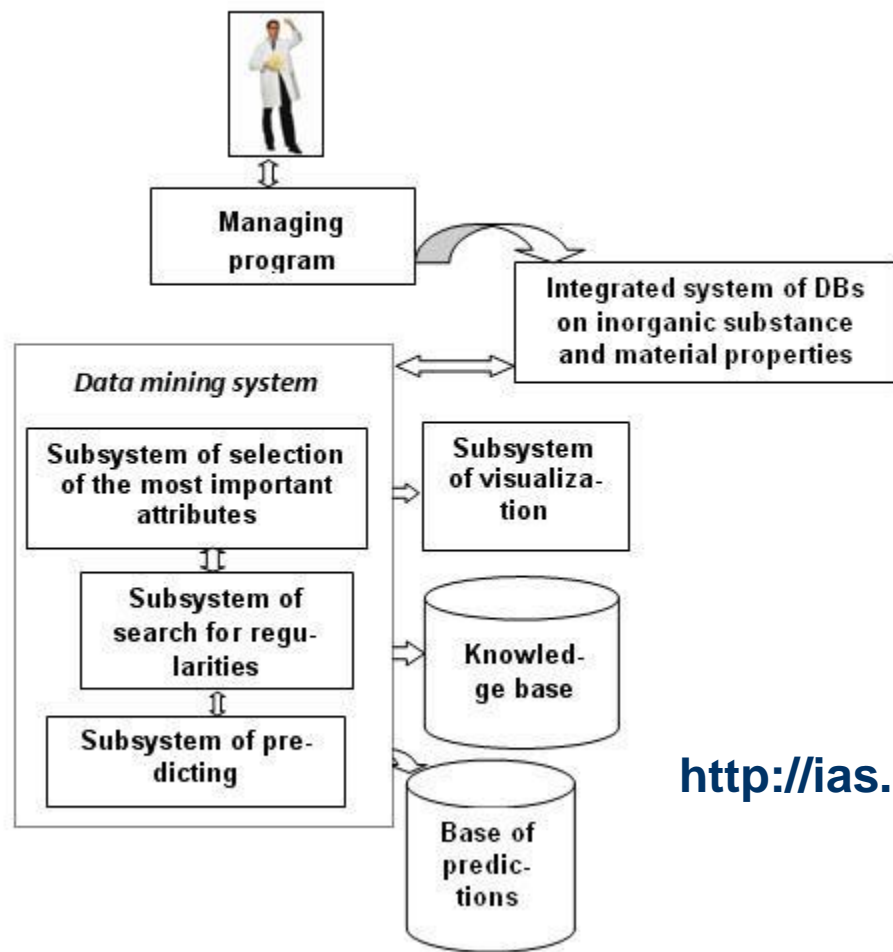 Managing
program
Integrated system of DBs
on inorganic substance
and material properties
Data mining system
Subsystem of selection
of the most important
attributes
Subsystem
of visualiza-
tion
Subsystem of
search for regu-
larities
Knowled-
ge base
Subsystem of pre-
dicting
http://ias.
Base of
predic-
tions